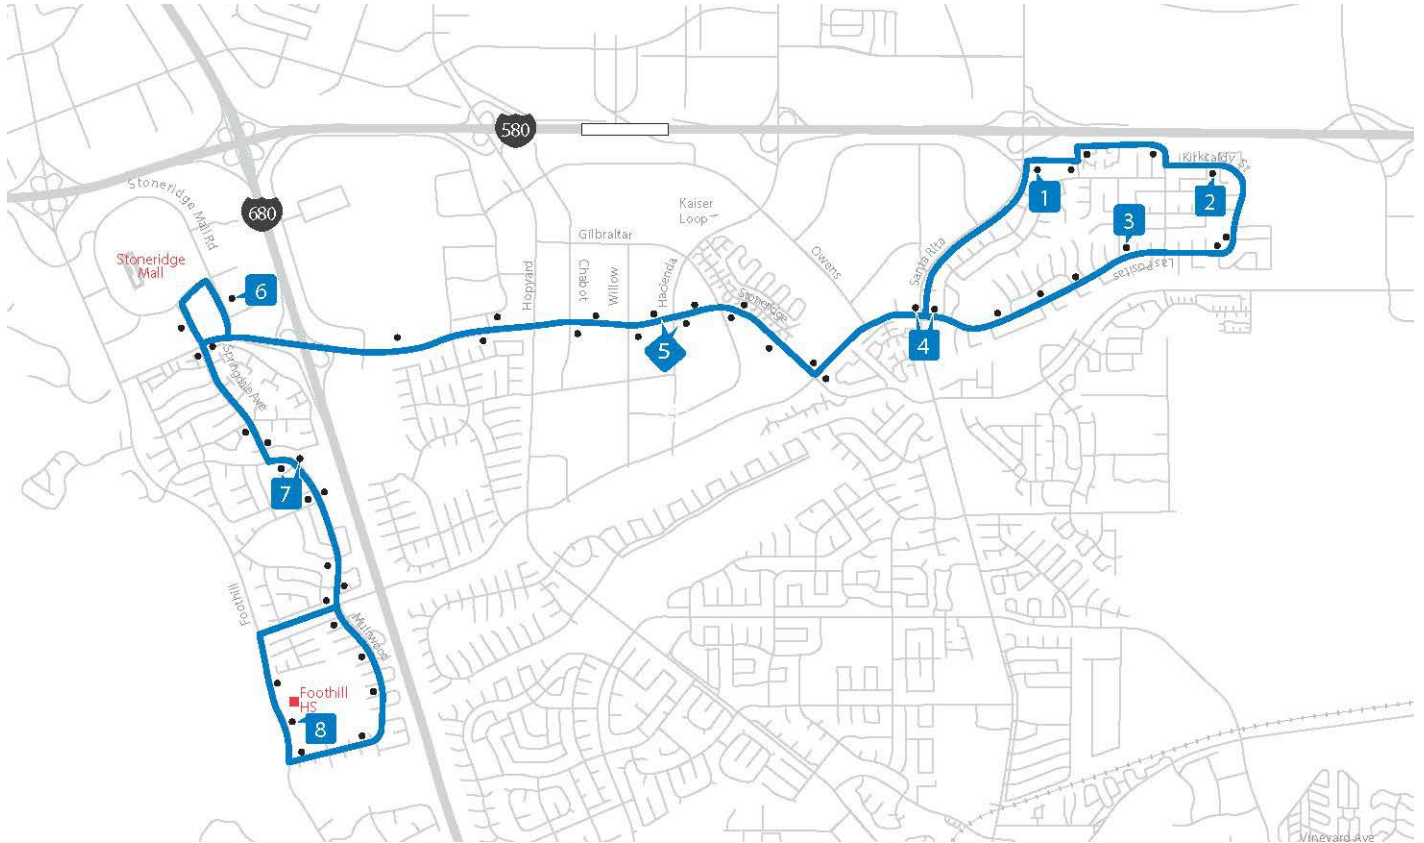 580
Kirkcaldy St
Stoneridge Mall Rd
1
2
680
Kaiser
Loop
3
Gilbraltar
Owens
Stoneridge
Mall
Santa Rita
Las Positas
6
Hopyard
Chabot
Willow
Hacienda
Stoneridge
4
5
Springdale Ave
7
Foothill
Muirwood
Foothill
HS
8
Vineyard Ave